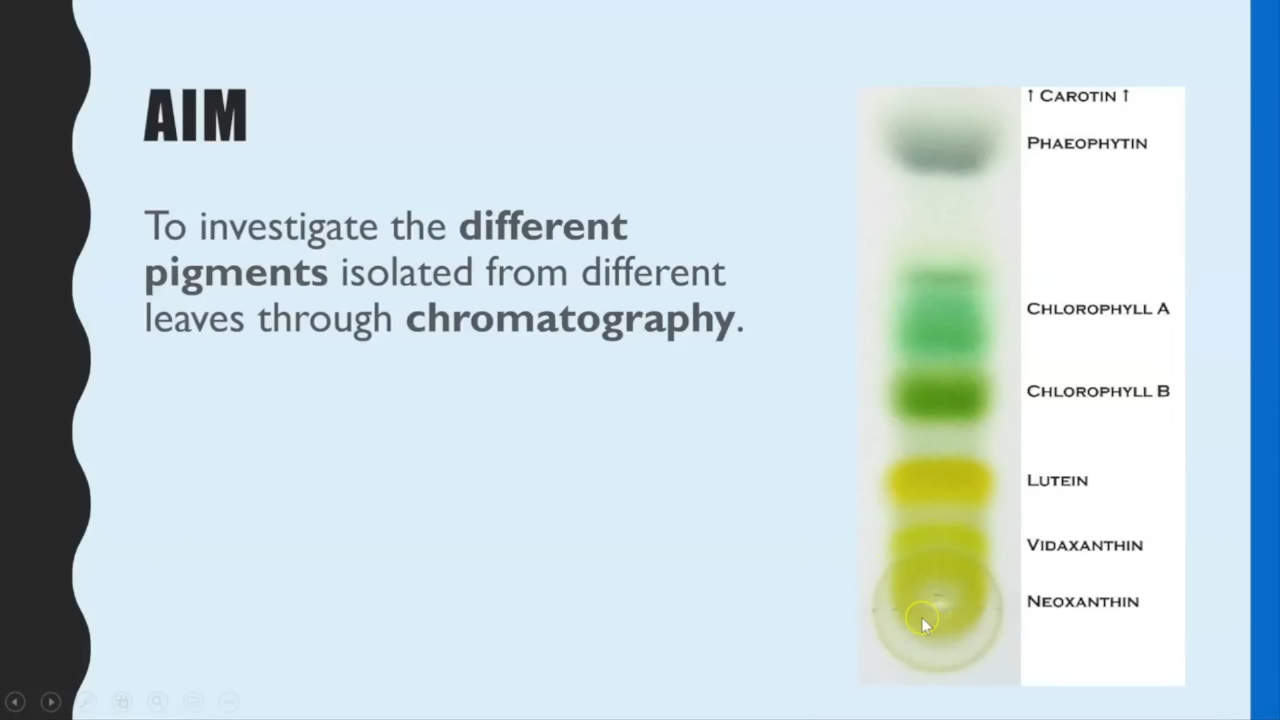 AIM
To investigate the different
pigments isolated from different
leaves through chromatography.
↑ CAROTIN ↑
PHAEOPHYTIN
CHLOROPHYLL A
CHLOROPHYLL B
LUTEIN
VIDAXANTHIN
NEOXANTHIN